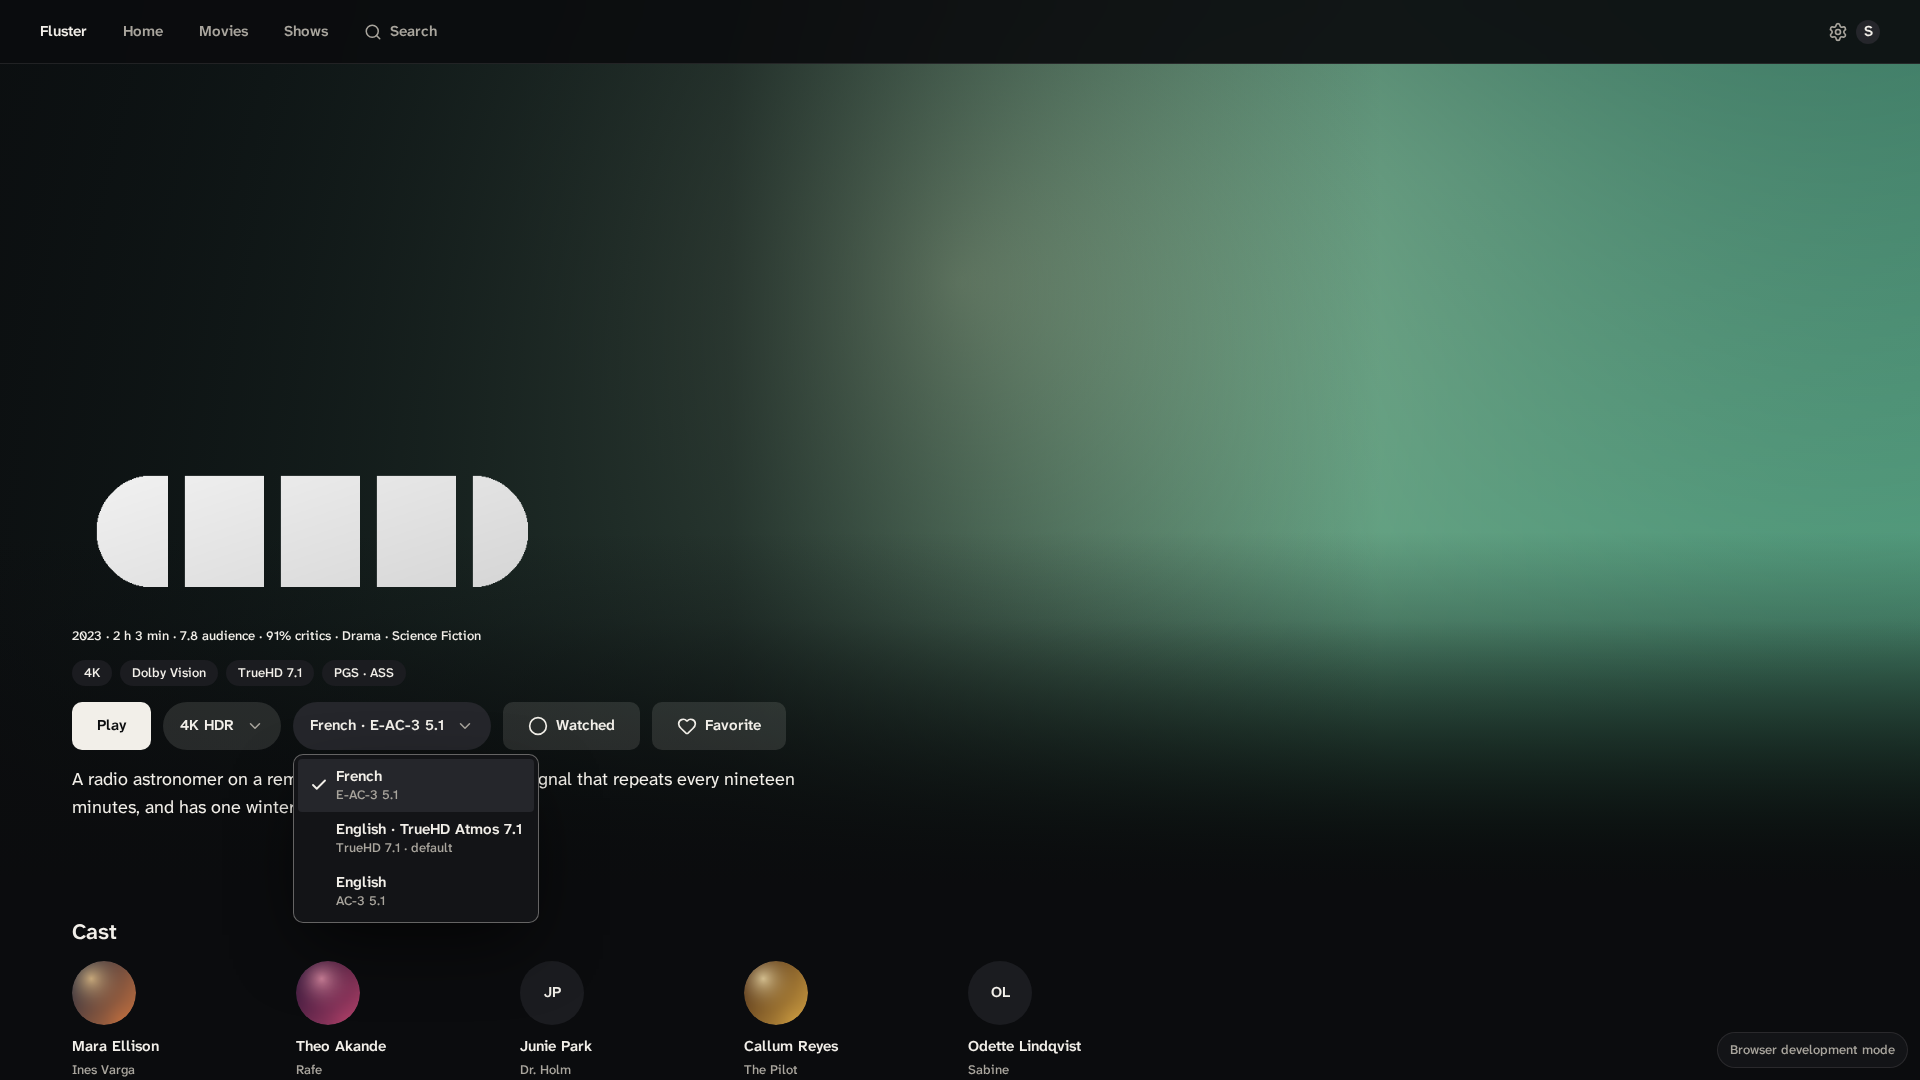 Fluster Home Movies Shows Search S
2023 · 2 h 3 min · 7.8 audience · 91% critics · Drama · Science Fiction
4K Dolby Vision TrueHD 7.1 PGS · ASS
Play 4K HDR French · E-AC-3 5.1 Watched Favorite
French
E-AC-3 5.1
English · TrueHD Atmos 7.1
TrueHD 7.1 · default
English
AC-3 5.1
A radio astronomer on a rem gnal that repeats every nineteen
minutes, and has one winter
Cast
JP OL
Mara Ellison Theo Akande Junie Park Callum Reyes Odette Lindqvist
Ines Varga Rafe Dr. Holm The Pilot Sabine
Browser development mode